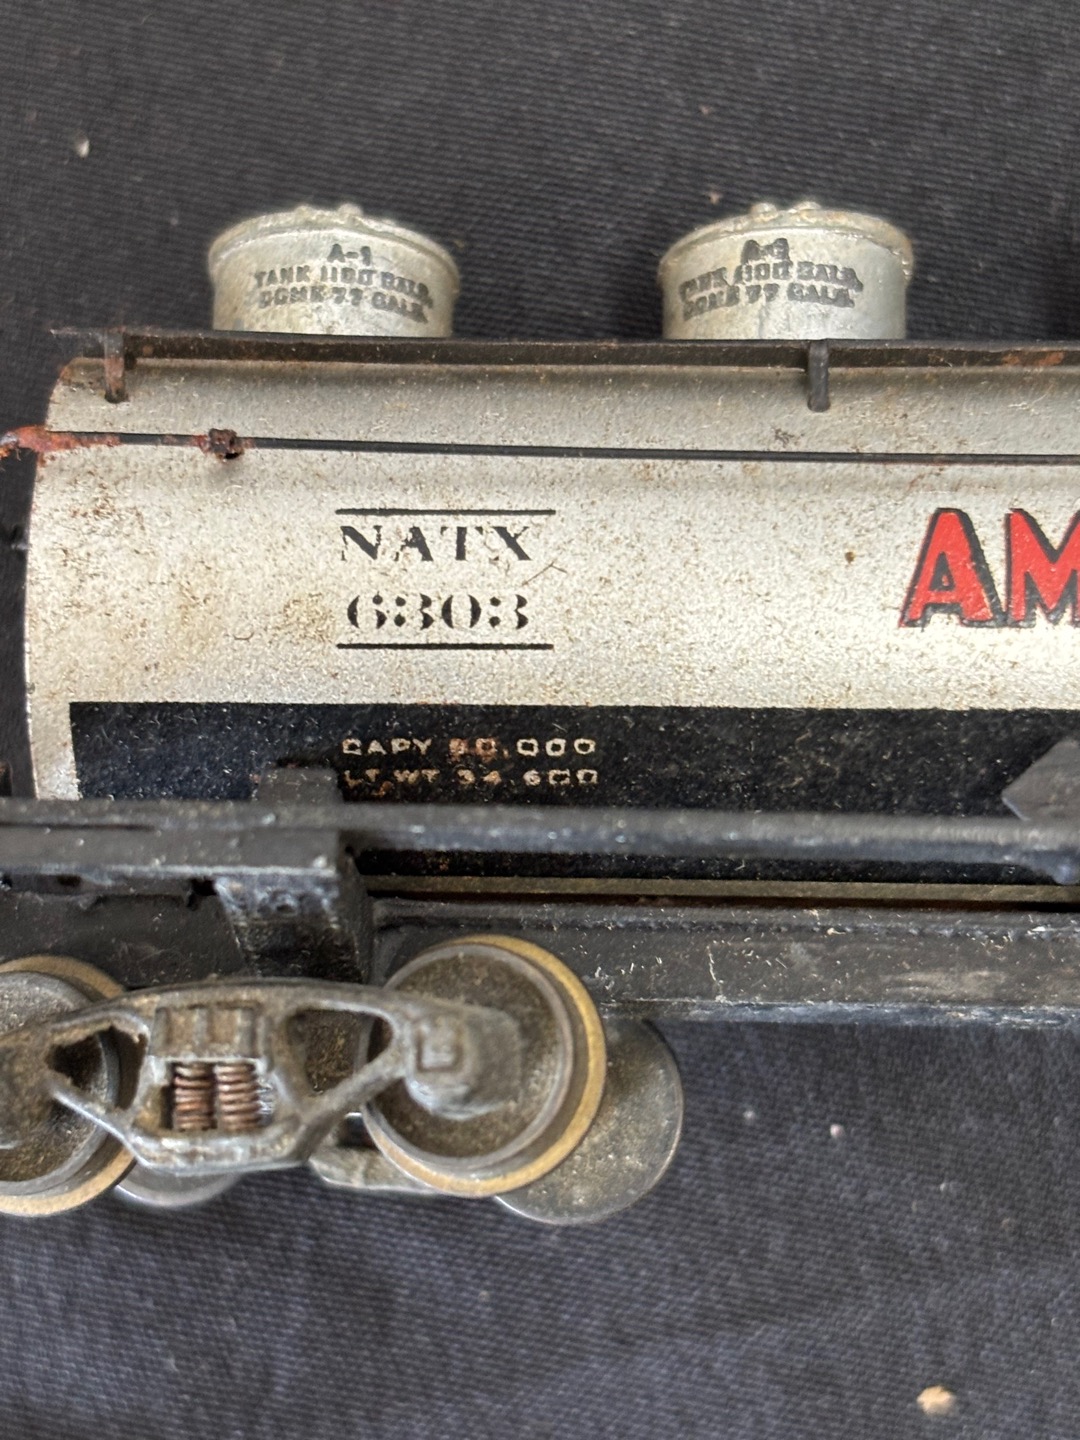 A-1
TANK 1100 GALS.
DOME 77 GALS.
A-2
TANK 1100 GALS.
DOME 77 GALS.
NATX
6303
AM
CAPY 80,000
LT WT 34,600